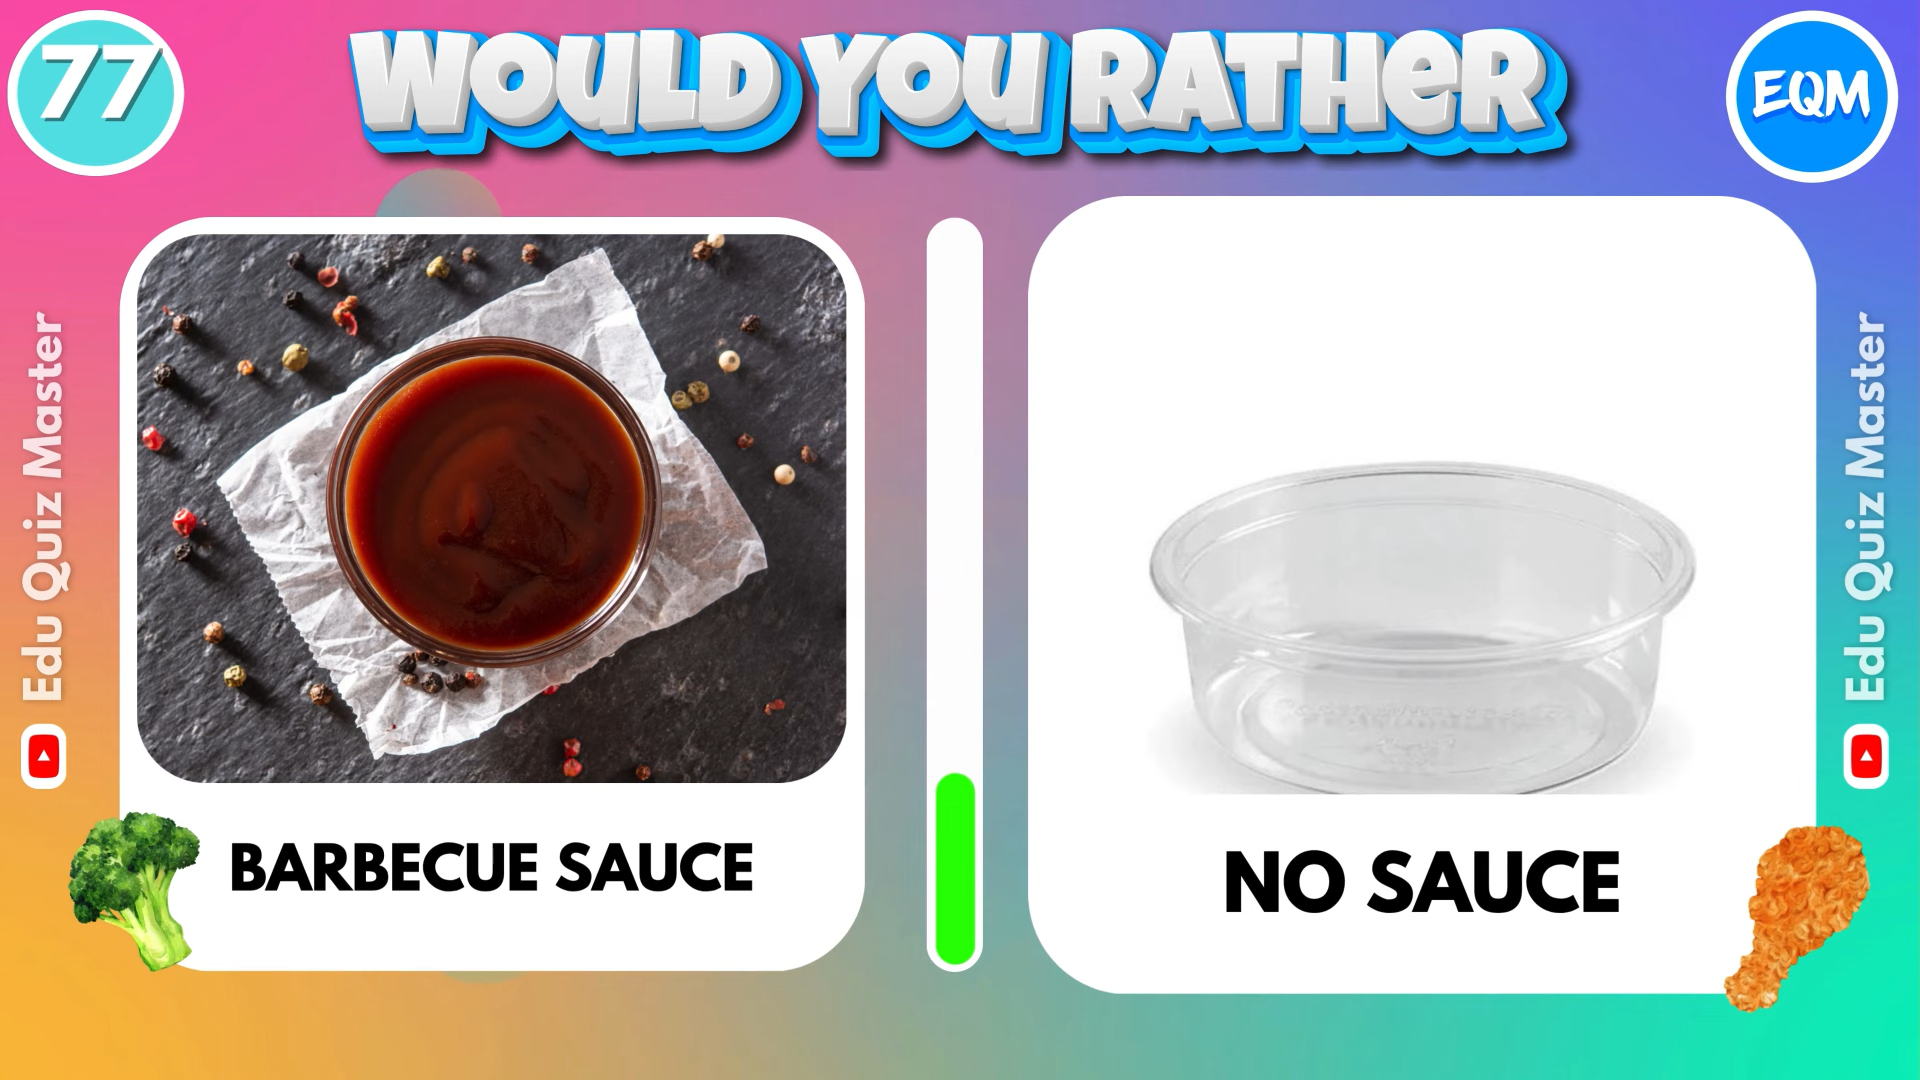 77
WOULD YOU RATHER
EQM
Edu Quiz Master
BARBECUE SAUCE
NO SAUCE
Edu Quiz Master